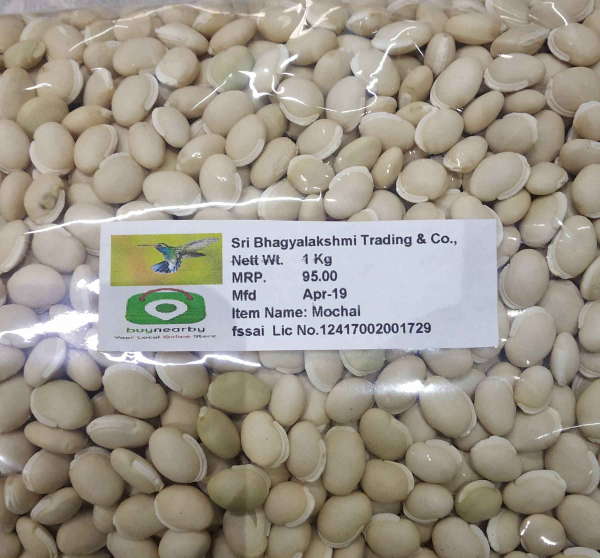 Sri Bhagyalakshmi Trading & Co.,
Nett Wt. 1 Kg
MRP. 95.00
Mfd Apr-19
Item Name: Mochai
fssai Lic No.12417002001729
buynearby
Your Local Online Store